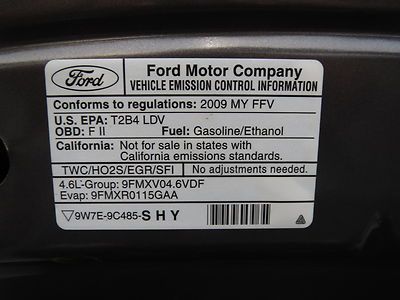 Ford
Ford Motor Company
VEHICLE EMISSION CONTROL INFORMATION
Conforms to regulations: 2009 MY FFV
U.S. EPA: T2B4 LDV
OBD: F II Fuel: Gasoline/Ethanol
California: Not for sale in states with
California emissions standards.
TWC/HO2S/EGR/SFI No adjustments needed.
4.6L-Group: 9FMXV04.6VDF
Evap: 9FMXR0115GAA
9W7E-9C485-S H Y